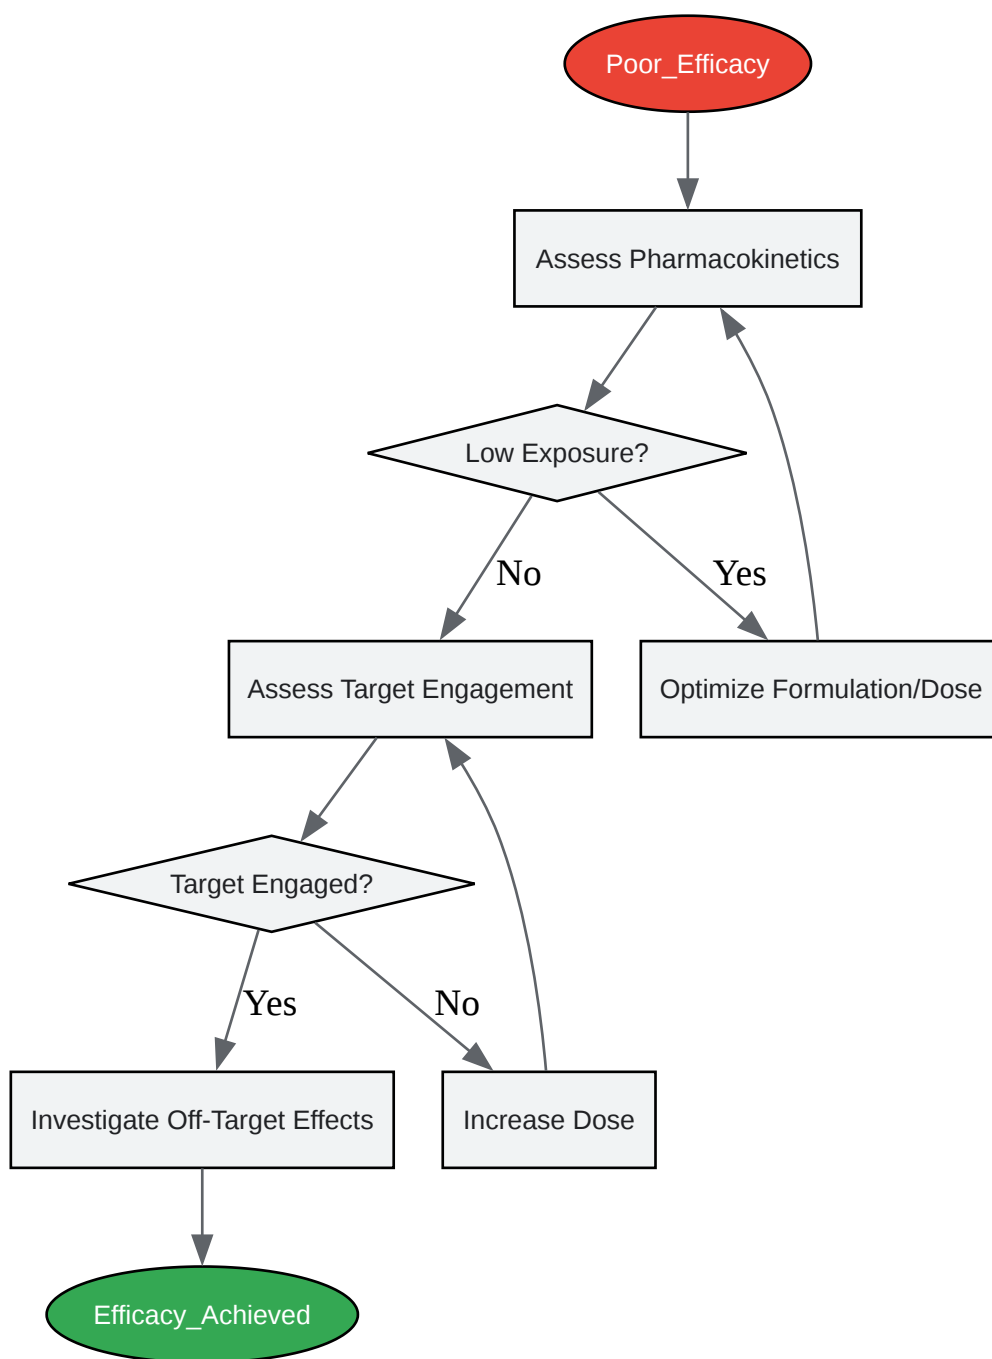 Poor_Efficacy
Assess Pharmacokinetics
Low Exposure?
No
Yes
Assess Target Engagement
Optimize Formulation/Dose
Target Engaged?
Yes
No
Investigate Off-Target Effects
Increase Dose
Efficacy_Achieved